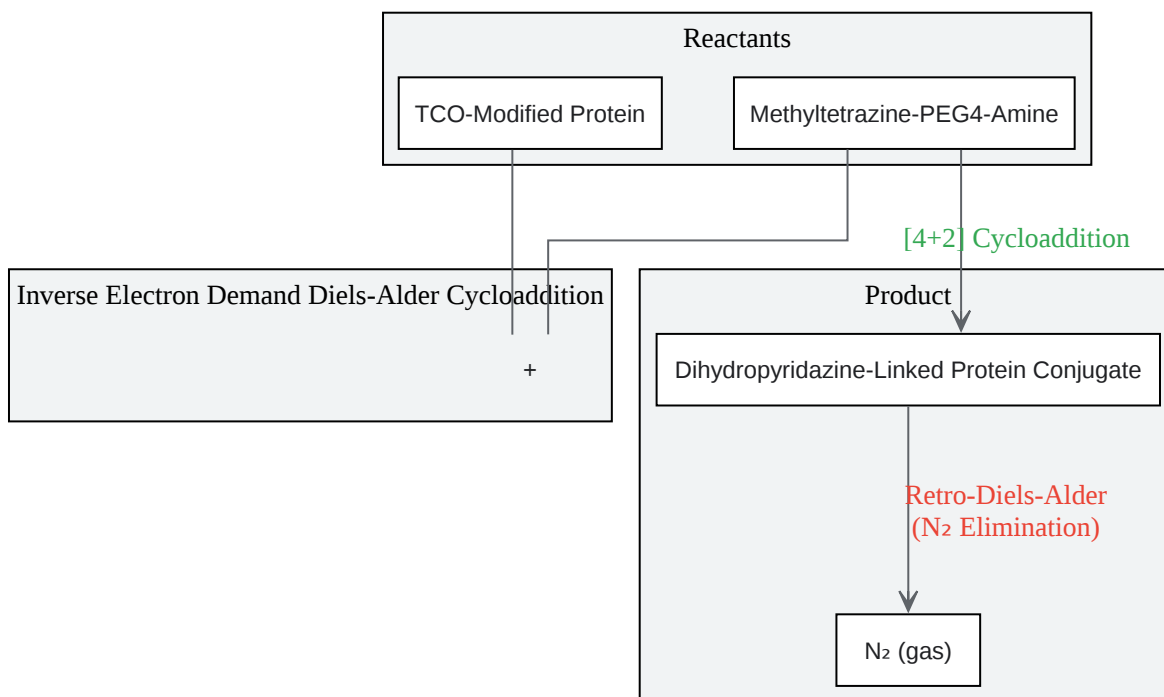 Reactants
TCO-Modified Protein
Methyltetrazine-PEG4-Amine
[4+2] Cycloaddition
Inverse Electron Demand Diels-Alder Cycloaddition
+
Product
Dihydropyridazine-Linked Protein Conjugate
Retro-Diels-Alder
(N₂ Elimination)
N₂ (gas)